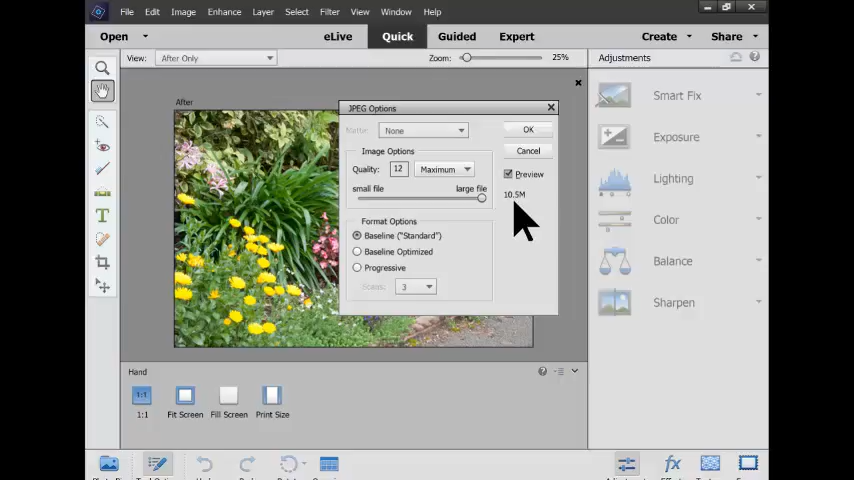 File Edit Image Enhance Layer Select Filter View Window Help
Open eLive Quick Guided Expert Create Share
View: After Only Zoom: 25% Adjustments
After
JPEG Options
Matte: None OK
Image Options Cancel
Quality: 12 Maximum Preview
small file large file 10.5M
Format Options
Baseline ("Standard")
Baseline Optimized
Progressive
Scans: 3
Smart Fix
Exposure
Lighting
Color
Balance
Sharpen
Hand
1:1
1:1 Fit Screen Fill Screen Print Size